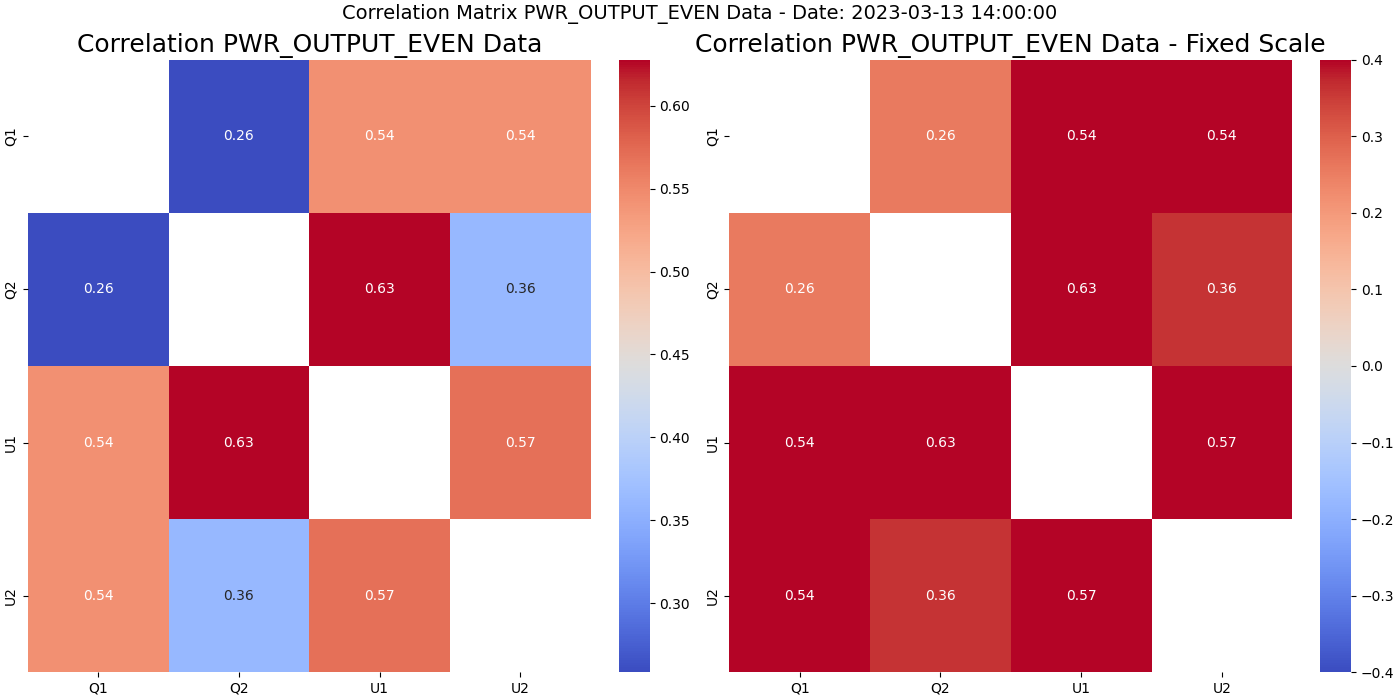 Correlation Matrix PWR_OUTPUT_EVEN Data - Date: 2023-03-13 14:00:00
Correlation PWR_OUTPUT_EVEN Data
Q1
0.26
0.54
0.54
Q2
0.26
0.63
0.36
U1
0.54
0.63
0.57
U2
0.54
0.36
0.57
Q1
Q2
U1
U2
0.60
0.55
0.50
0.45
0.40
0.35
0.30
Correlation PWR_OUTPUT_EVEN Data - Fixed Scale
Q1
0.26
0.54
0.54
Q2
0.26
0.63
0.36
U1
0.54
0.63
0.57
U2
0.54
0.36
0.57
Q1
Q2
U1
U2
0.4
0.3
0.2
0.1
0.0
−0.1
−0.2
−0.3
−0.4